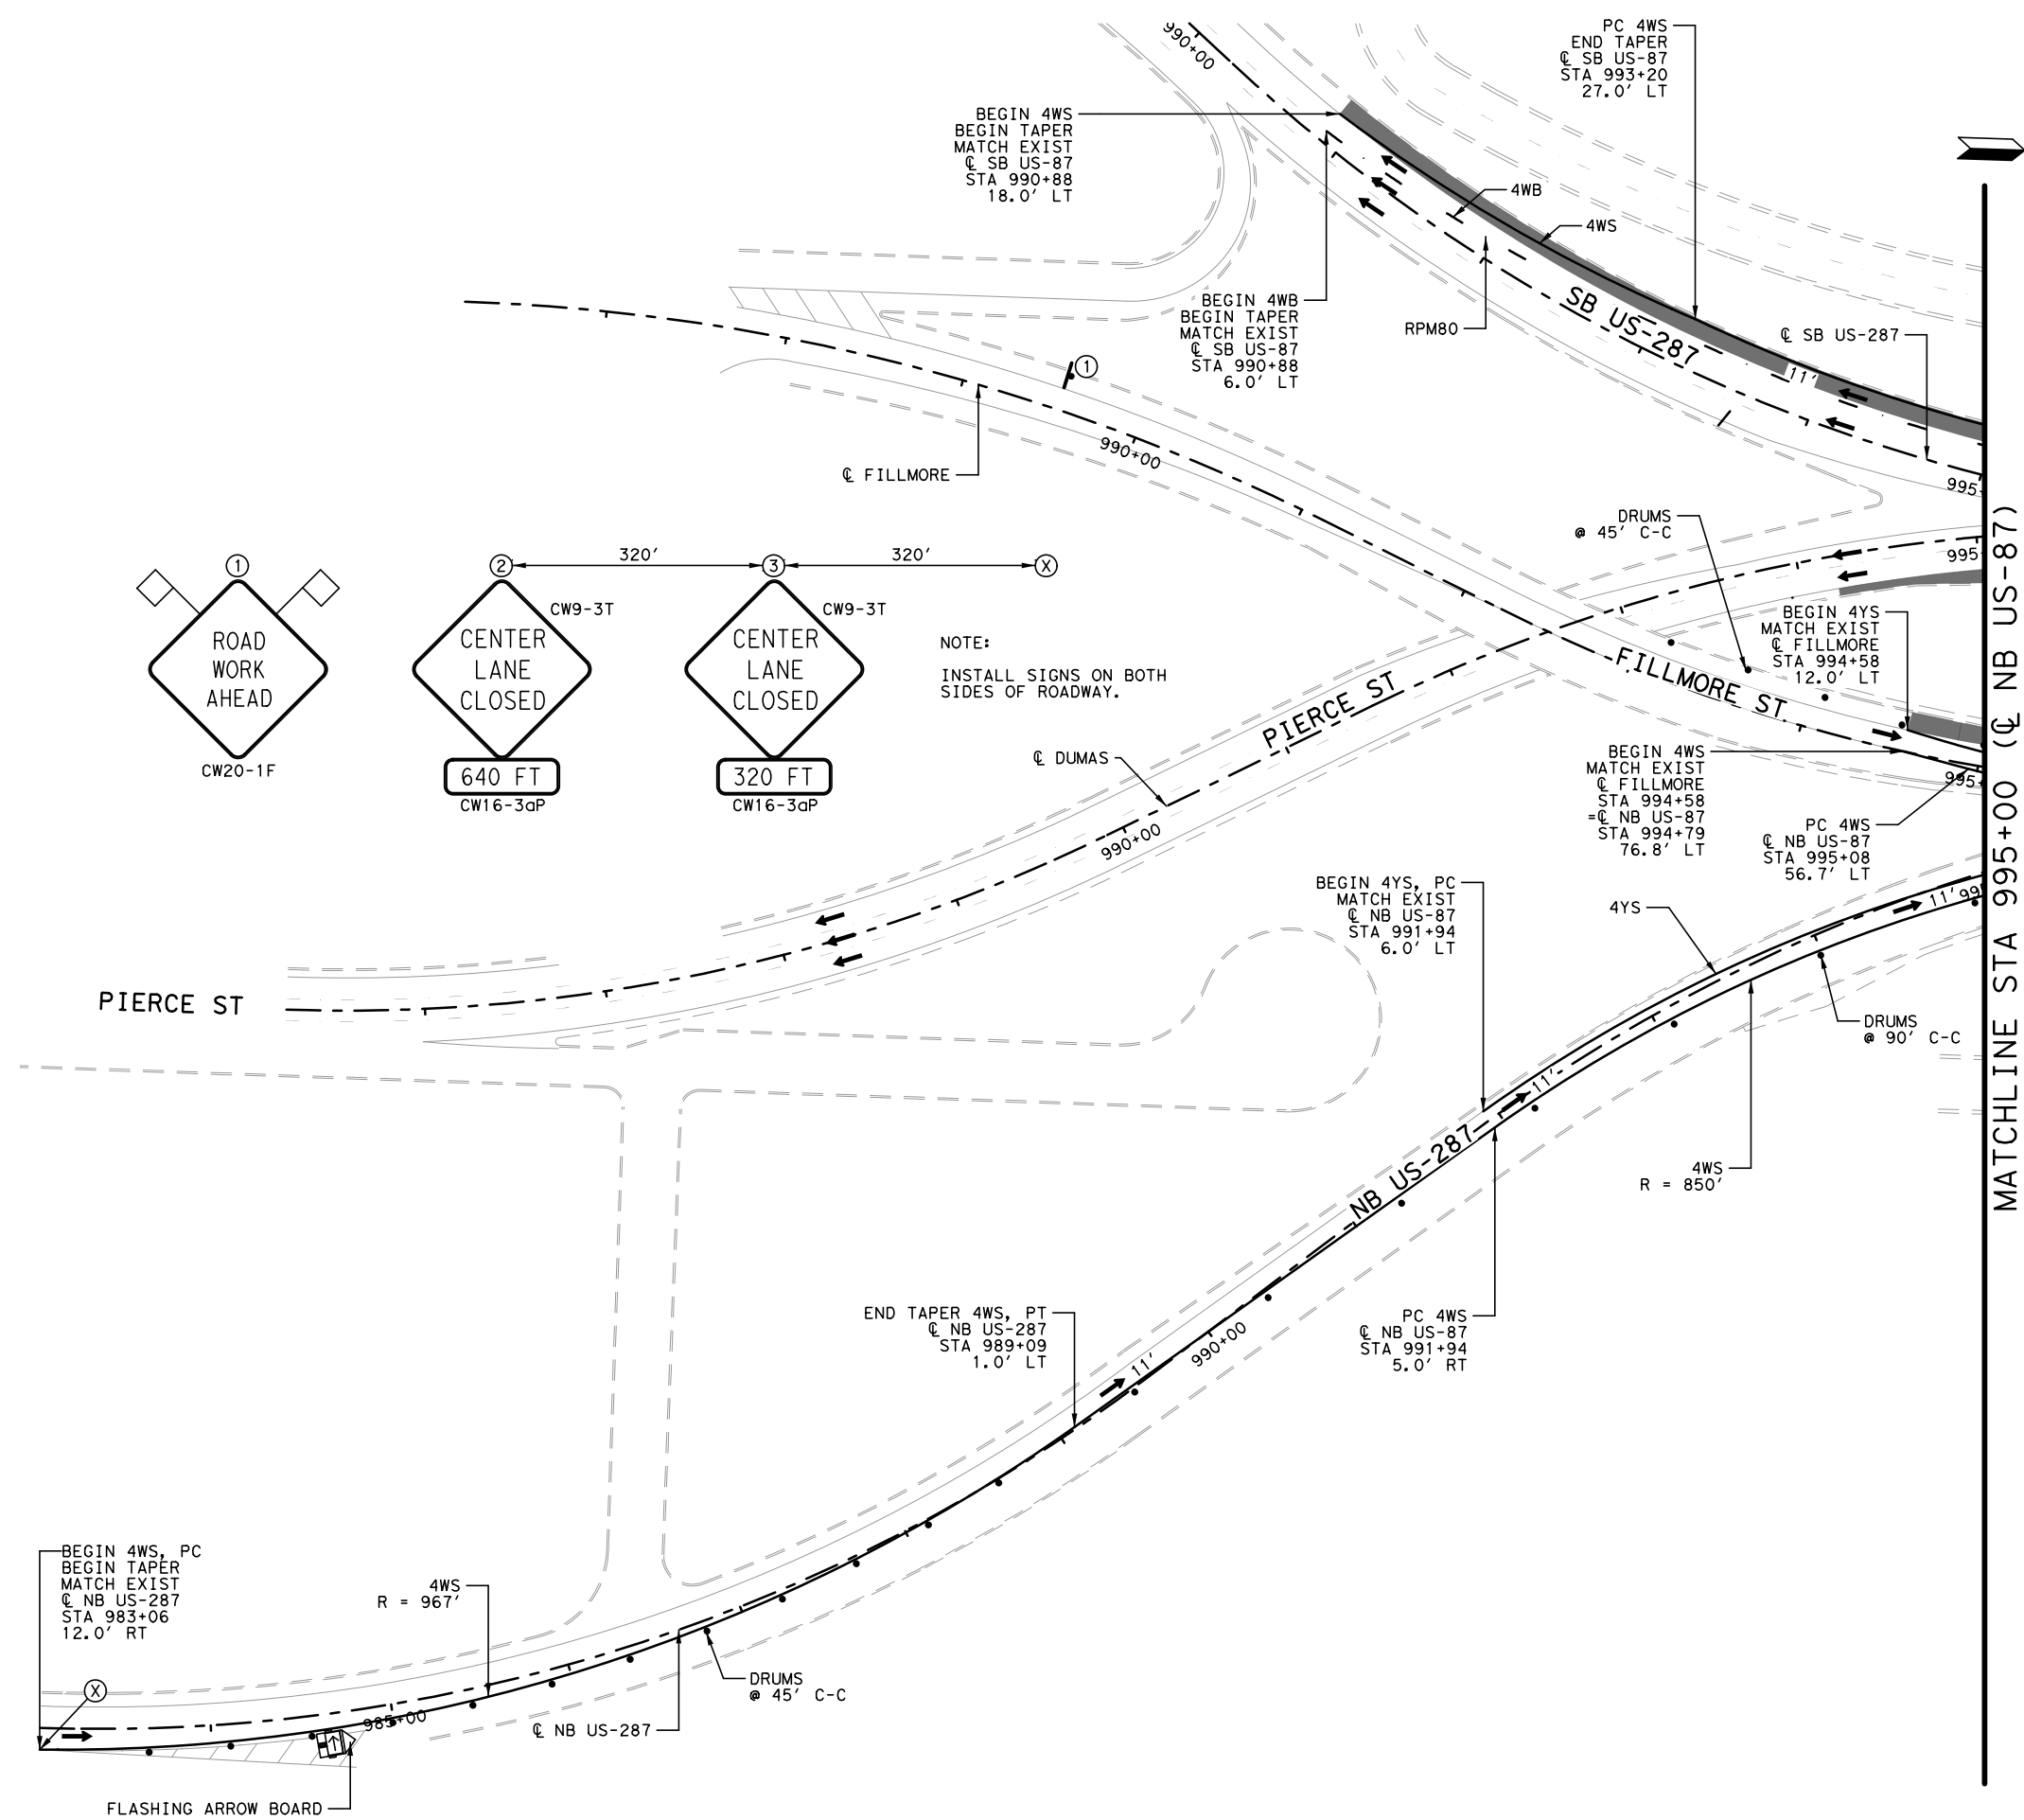 990+00
PC 4WS
END TAPER
℄ SB US-87
STA 993+20
27.0' LT
BEGIN 4WS
BEGIN TAPER
MATCH EXIST
℄ SB US-87
STA 990+88
18.0' LT
4WB
4WS
BEGIN 4WB
BEGIN TAPER
MATCH EXIST
℄ SB US-87
STA 990+88
6.0' LT
RPM80
SB US-287
℄ SB US-287
11'
1
990+00
℄ FILLMORE
995+
DRUMS
@ 45' C-C
995+
1
2
320'
3
320'
X
CW9-3T
CW9-3T
ROAD
WORK
AHEAD
CENTER
LANE
CLOSED
CENTER
LANE
CLOSED
CW20-1F
640 FT
320 FT
CW16-3aP
CW16-3aP
NOTE:
INSTALL SIGNS ON BOTH
SIDES OF ROADWAY.
BEGIN 4YS
MATCH EXIST
℄ FILLMORE
STA 994+58
12.0' LT
FILLMORE ST
PIERCE ST
℄ DUMAS
990+00
BEGIN 4WS
MATCH EXIST
℄ FILLMORE
STA 994+58
=℄ NB US-87
STA 994+79
76.8' LT
995+
PC 4WS
℄ NB US-87
STA 995+08
56.7' LT
MATCHLINE STA 995+00 (℄ NB US-87)
BEGIN 4YS, PC
MATCH EXIST
℄ NB US-87
STA 991+94
6.0' LT
4YS
11'
995
PIERCE ST
DRUMS
@ 90' C-C
11'
NB US-287
4WS
R = 850'
END TAPER 4WS, PT
℄ NB US-287
STA 989+09
1.0' LT
11'
990+00
PC 4WS
℄ NB US-87
STA 991+94
5.0' RT
BEGIN 4WS, PC
BEGIN TAPER
MATCH EXIST
℄ NB US-287
STA 983+06
12.0' RT
4WS
R = 967'
X
985+00
DRUMS
@ 45' C-C
℄ NB US-287
FLASHING ARROW BOARD